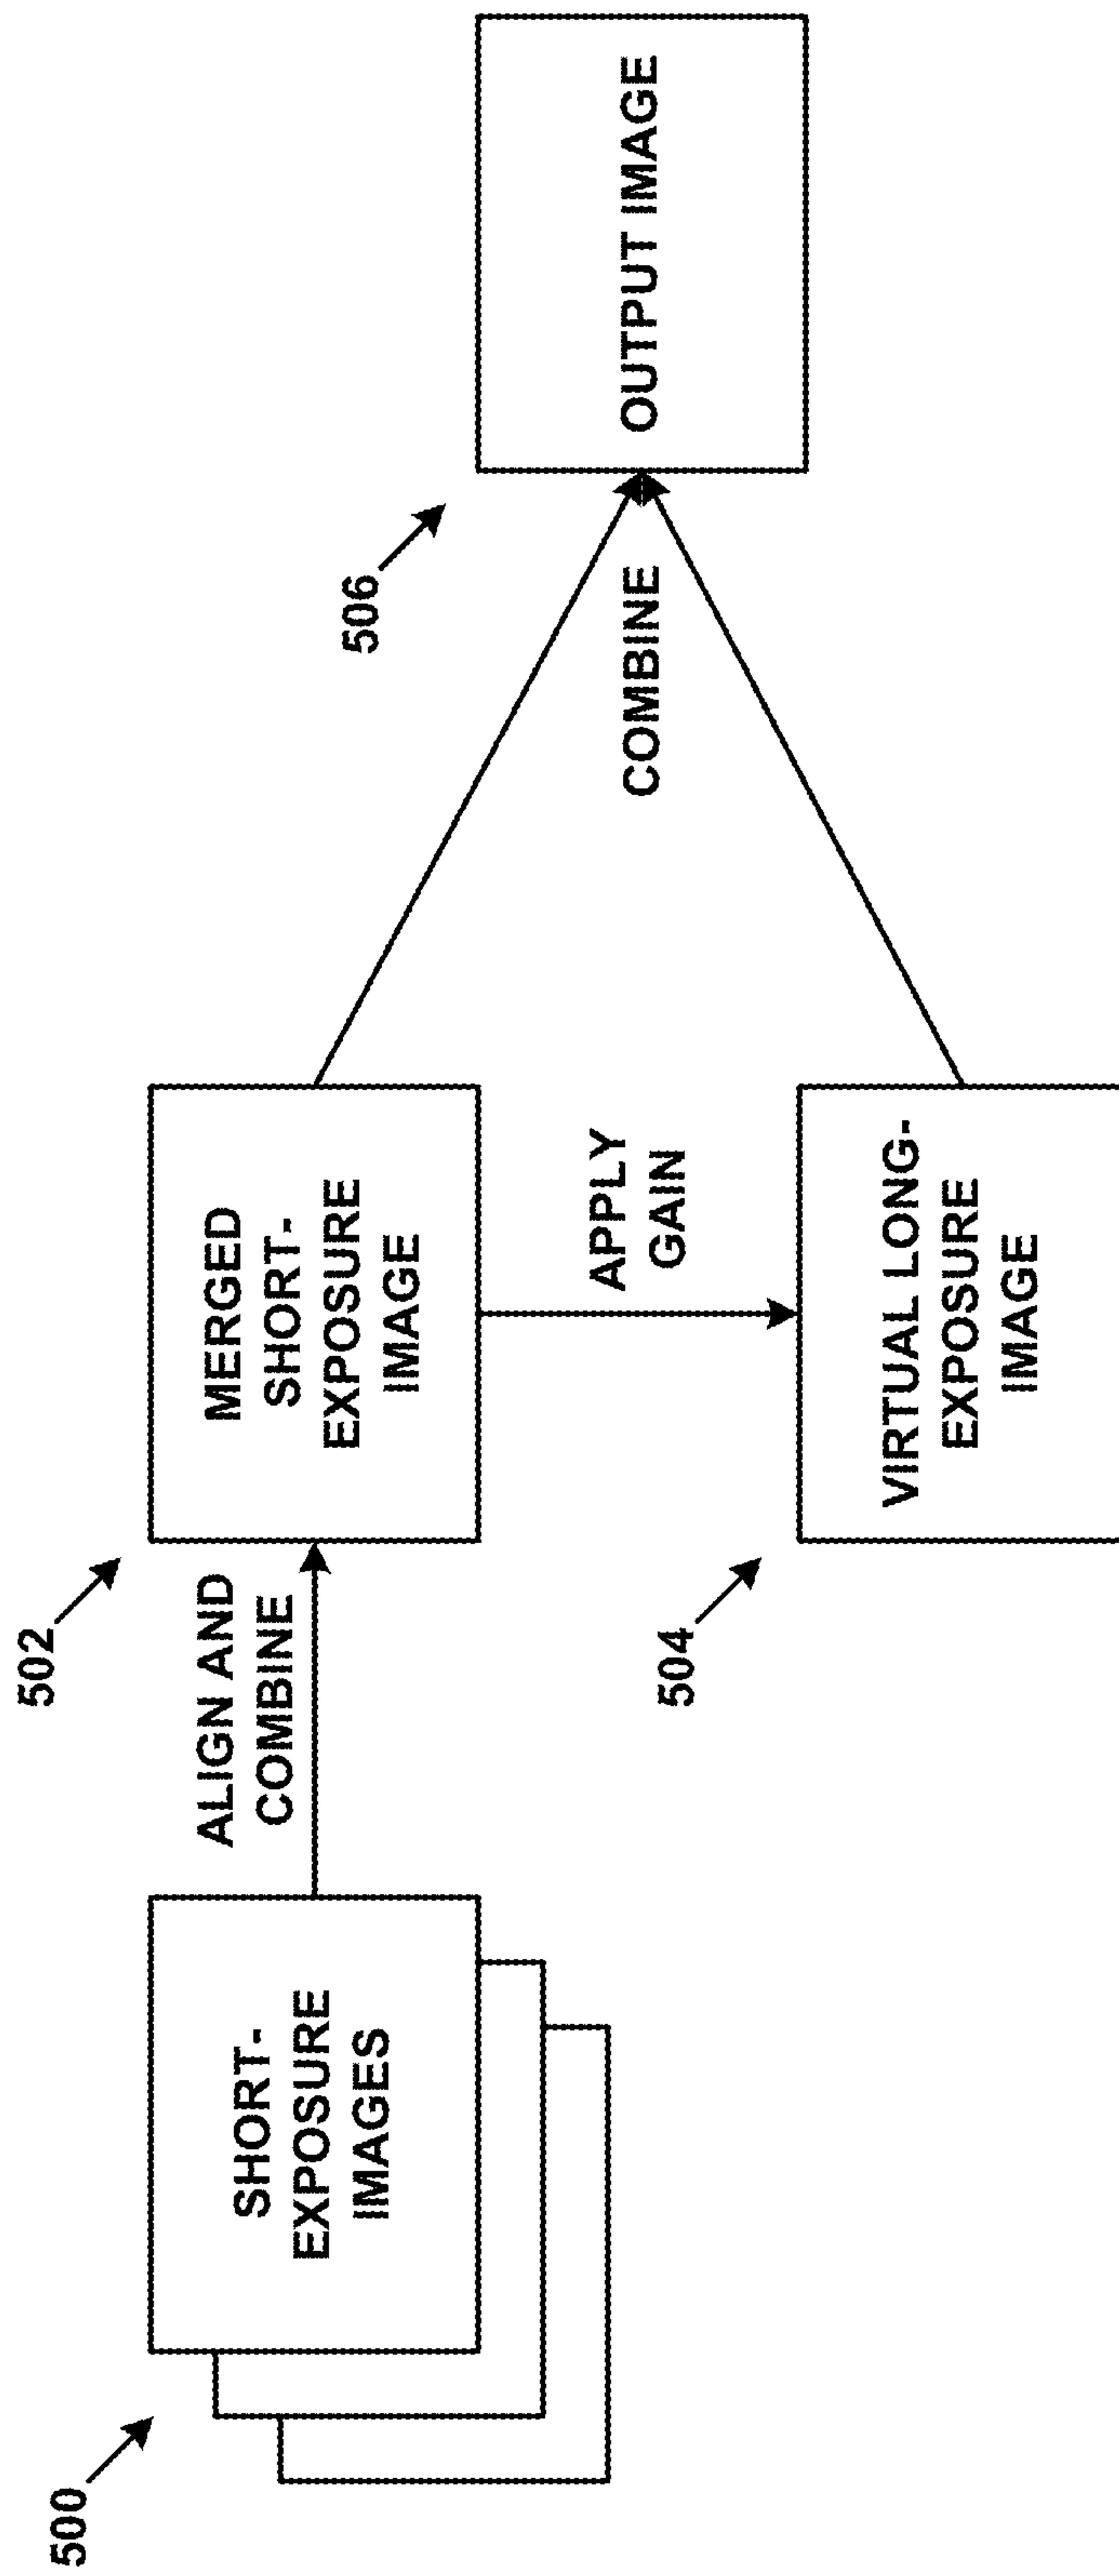 500
SHORT-
EXPOSURE
IMAGES
ALIGN AND
COMBINE
502
MERGED
SHORT-
EXPOSURE
IMAGE
APPLY
GAIN
504
VIRTUAL LONG-
EXPOSURE
IMAGE
COMBINE
506
OUTPUT IMAGE